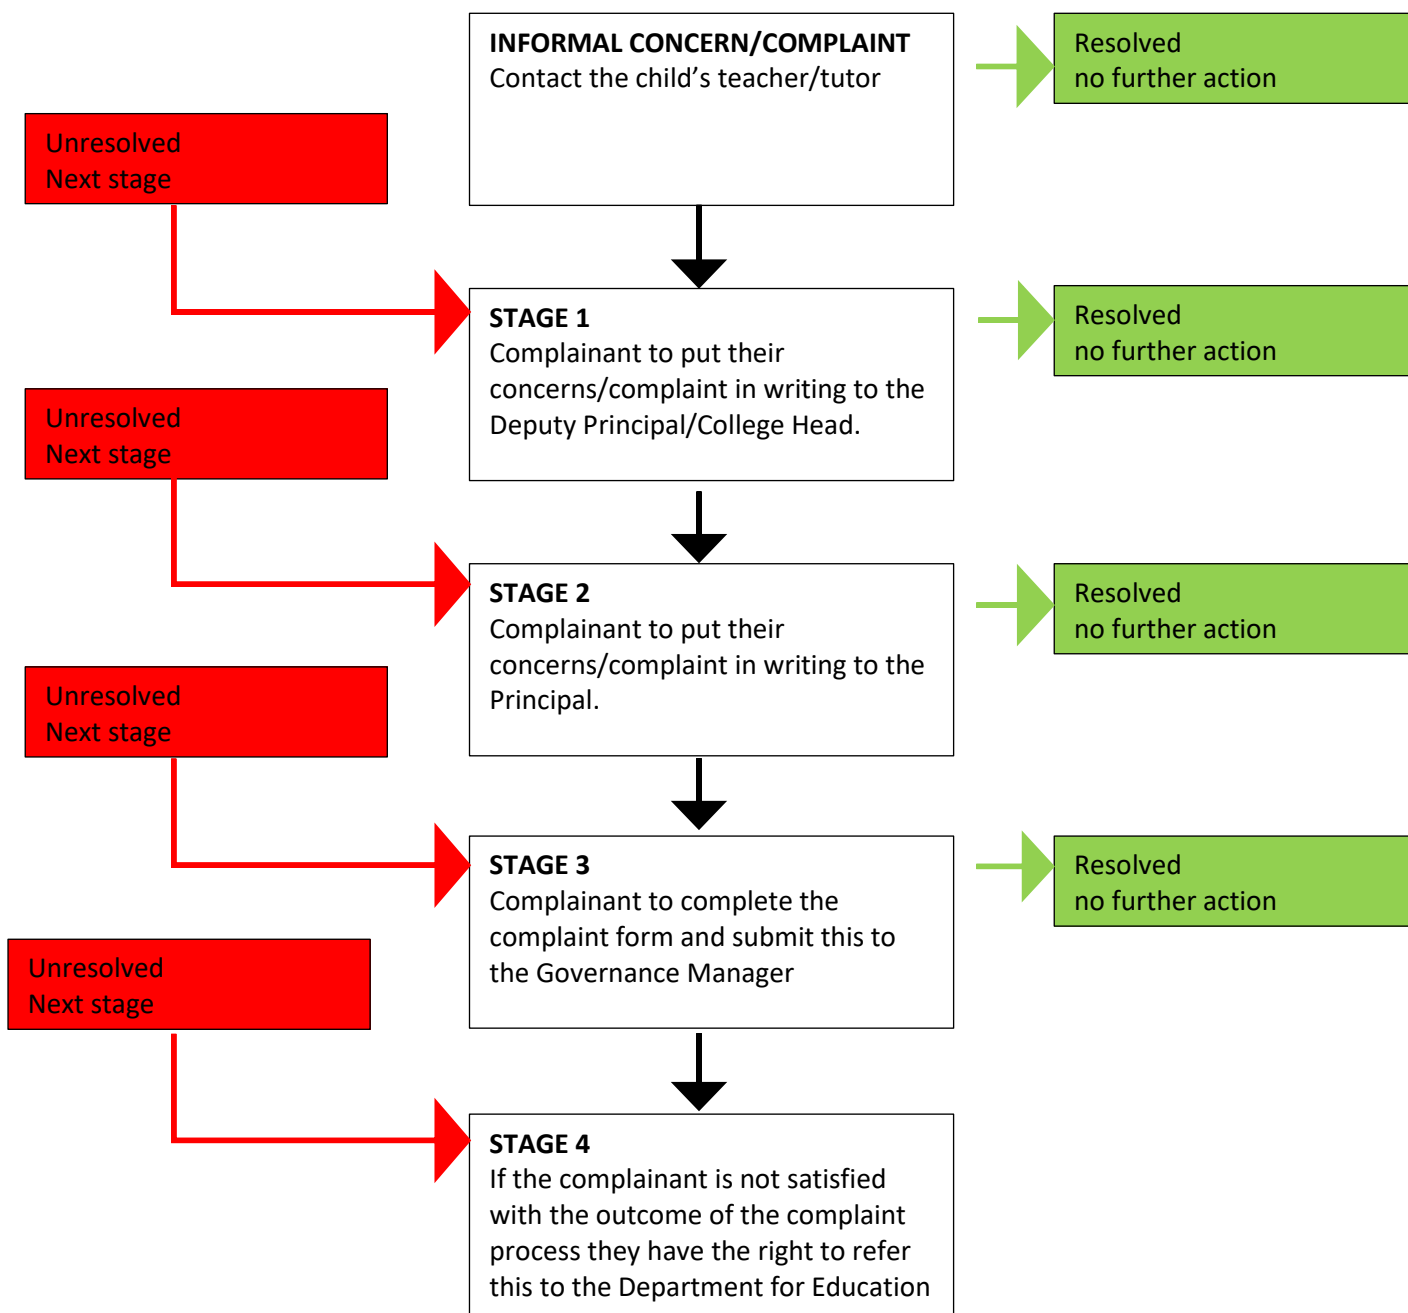 INFORMAL CONCERN/COMPLAINT
Contact the child's teacher/tutor
Resolved
no further action
Unresolved
Next stage
STAGE 1
Complainant to put their
concerns/complaint in writing to the
Deputy Principal/College Head.
Resolved
no further action
Unresolved
Next stage
STAGE 2
Complainant to put their
concerns/complaint in writing to the
Principal.
Resolved
no further action
Unresolved
Next stage
STAGE 3
Complainant to complete the
complaint form and submit this to
the Governance Manager
Resolved
no further action
Unresolved
Next stage
STAGE 4
If the complainant is not satisfied
with the outcome of the complaint
process they have the right to refer
this to the Department for Education